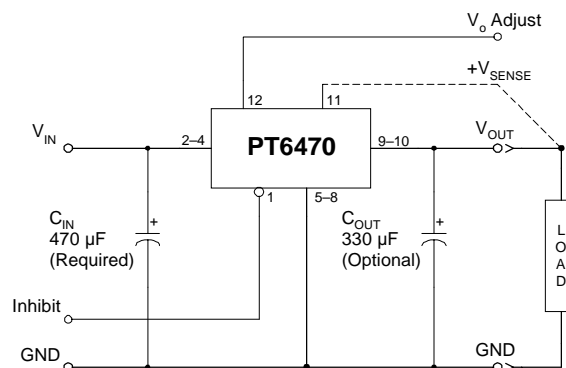 Vo Adjust
+VSENSE
12
11
VIN
2–4
PT6470
9–10
VOUT
1
5–8
CIN
470 µF
(Required)
+
COUT
330 µF
(Optional)
+
L
O
A
D
Inhibit
GND
GND